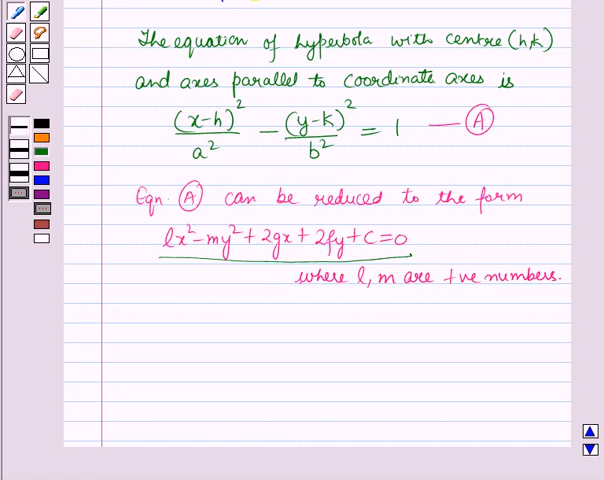 The equation of hyperbola with centre (h,k)
and axes parallel to coordinate axes is
(x-h)²/a² - (y-k)²/b² = 1 — Ⓐ
Eqn. Ⓐ can be reduced to the form
lx²-my²+2gx+2fy+c=0
where l, m are +ve numbers.